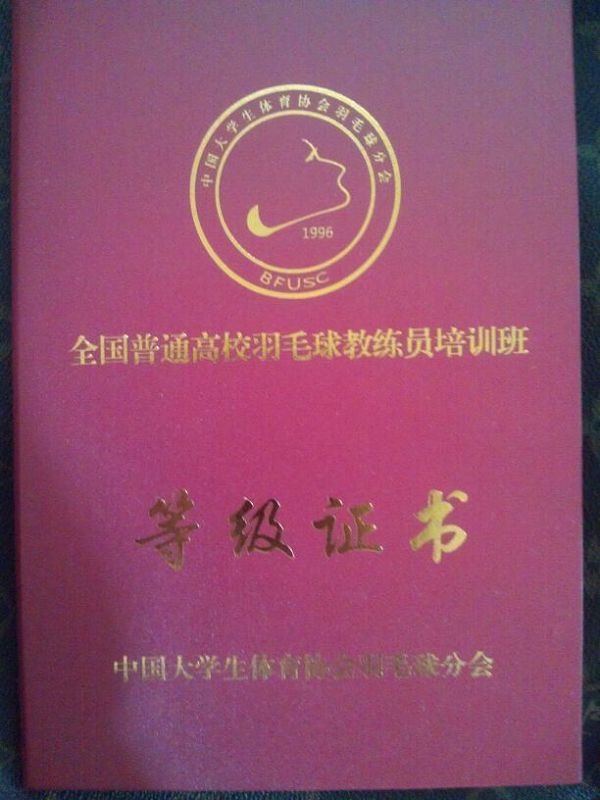 中国大学生体育协会羽毛球分会
1996
BFUSC
全国普通高校羽毛球教练员培训班
等级证书
中国大学生体育协会羽毛球分会